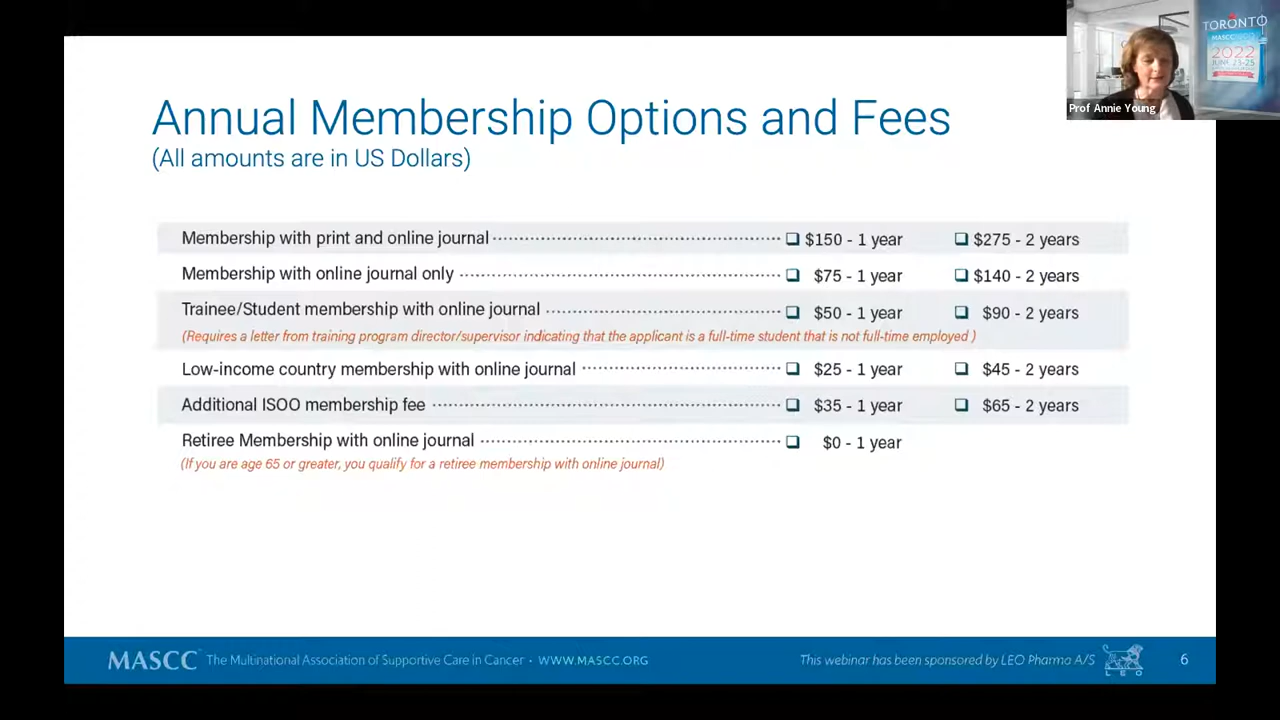 Annual Membership Options and Fees
(All amounts are in US Dollars)
Membership with print and online journal $150 - 1 year $275 - 2 years
Membership with online journal only $75 - 1 year $140 - 2 years
Trainee/Student membership with online journal $50 - 1 year $90 - 2 years
(Requires a letter from training program director/supervisor indicating that the applicant is a full-time student that is not full-time employed )
Low-income country membership with online journal $25 - 1 year $45 - 2 years
Additional ISOO membership fee $35 - 1 year $65 - 2 years
Retiree Membership with online journal $0 - 1 year
(If you are age 65 or greater, you qualify for a retiree membership with online journal)
MASCC The Multinational Association of Supportive Care in Cancer • WWW.MASCC.ORG
This webinar has been sponsored by LEO Pharma A/S
LEO
6
TORONTO
2022
JUNE 23-25
Prof Annie Young